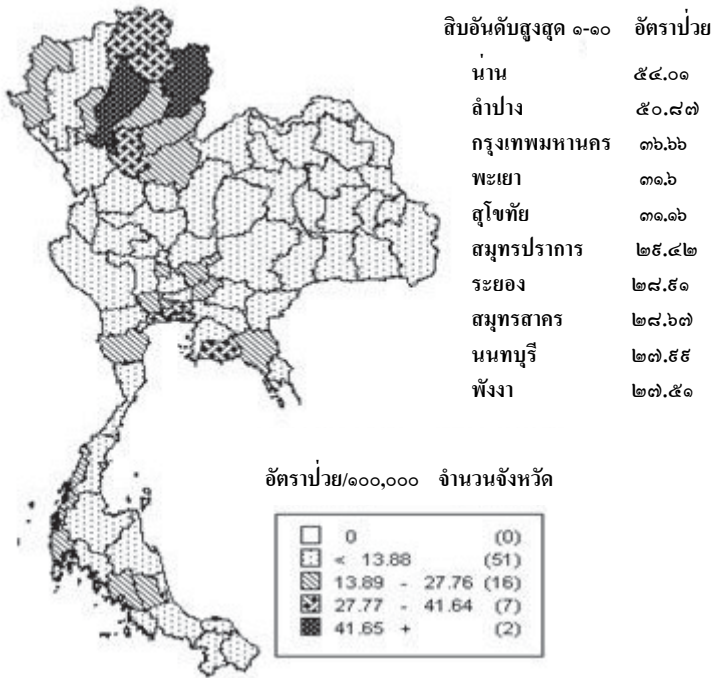 สิบอันดับสูงสุด ๑-๑๐ อัตราป่วย
น่าน ๕๔.๐๑
ลำปาง ๕๐.๘๗
กรุงเทพมหานคร ๓๖.๖๖
พะเยา ๓๑.๖
สุโขทัย ๓๑.๑๖
สมุทรปราการ ๒๙.๔๒
ระยอง ๒๘.๙๑
สมุทรสาคร ๒๘.๖๗
นนทบุรี ๒๗.๙๙
พังงา ๒๗.๕๑
อัตราป่วย/๑๐๐,๐๐๐ จำนวนจังหวัด
0 (0)
< 13.88 (51)
13.89 - 27.76 (16)
27.77 - 41.64 (7)
41.65 + (2)